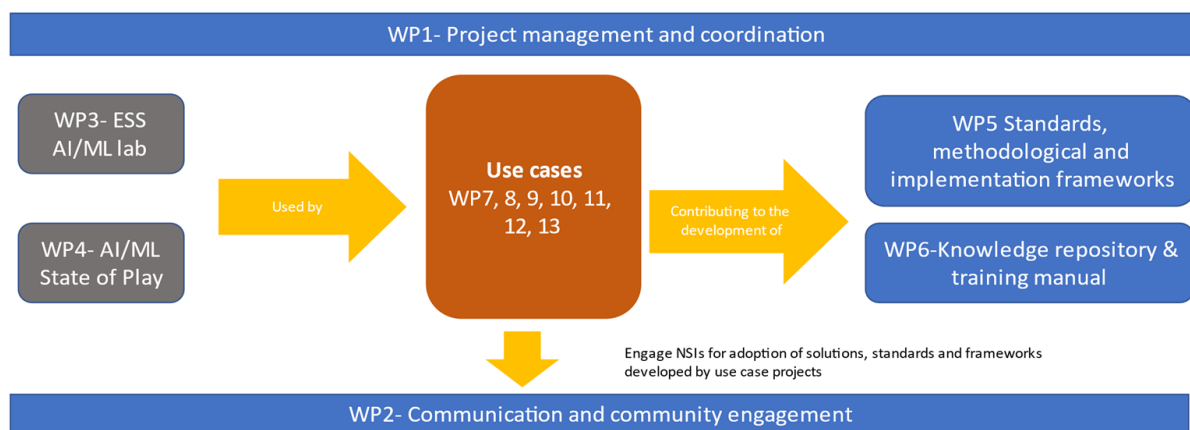 WP1- Project management and coordination
WP3- ESS
AI/ML lab
WP4- AI/ML
State of Play
Used by
Use cases
WP7, 8, 9, 10, 11,
12, 13
Contributing to the
development of
WP5 Standards,
methodological and
implementation frameworks
WP6-Knowledge repository &
training manual
Engage NSIs for adoption of solutions, standards and frameworks
developed by use case projects
WP2- Communication and community engagement